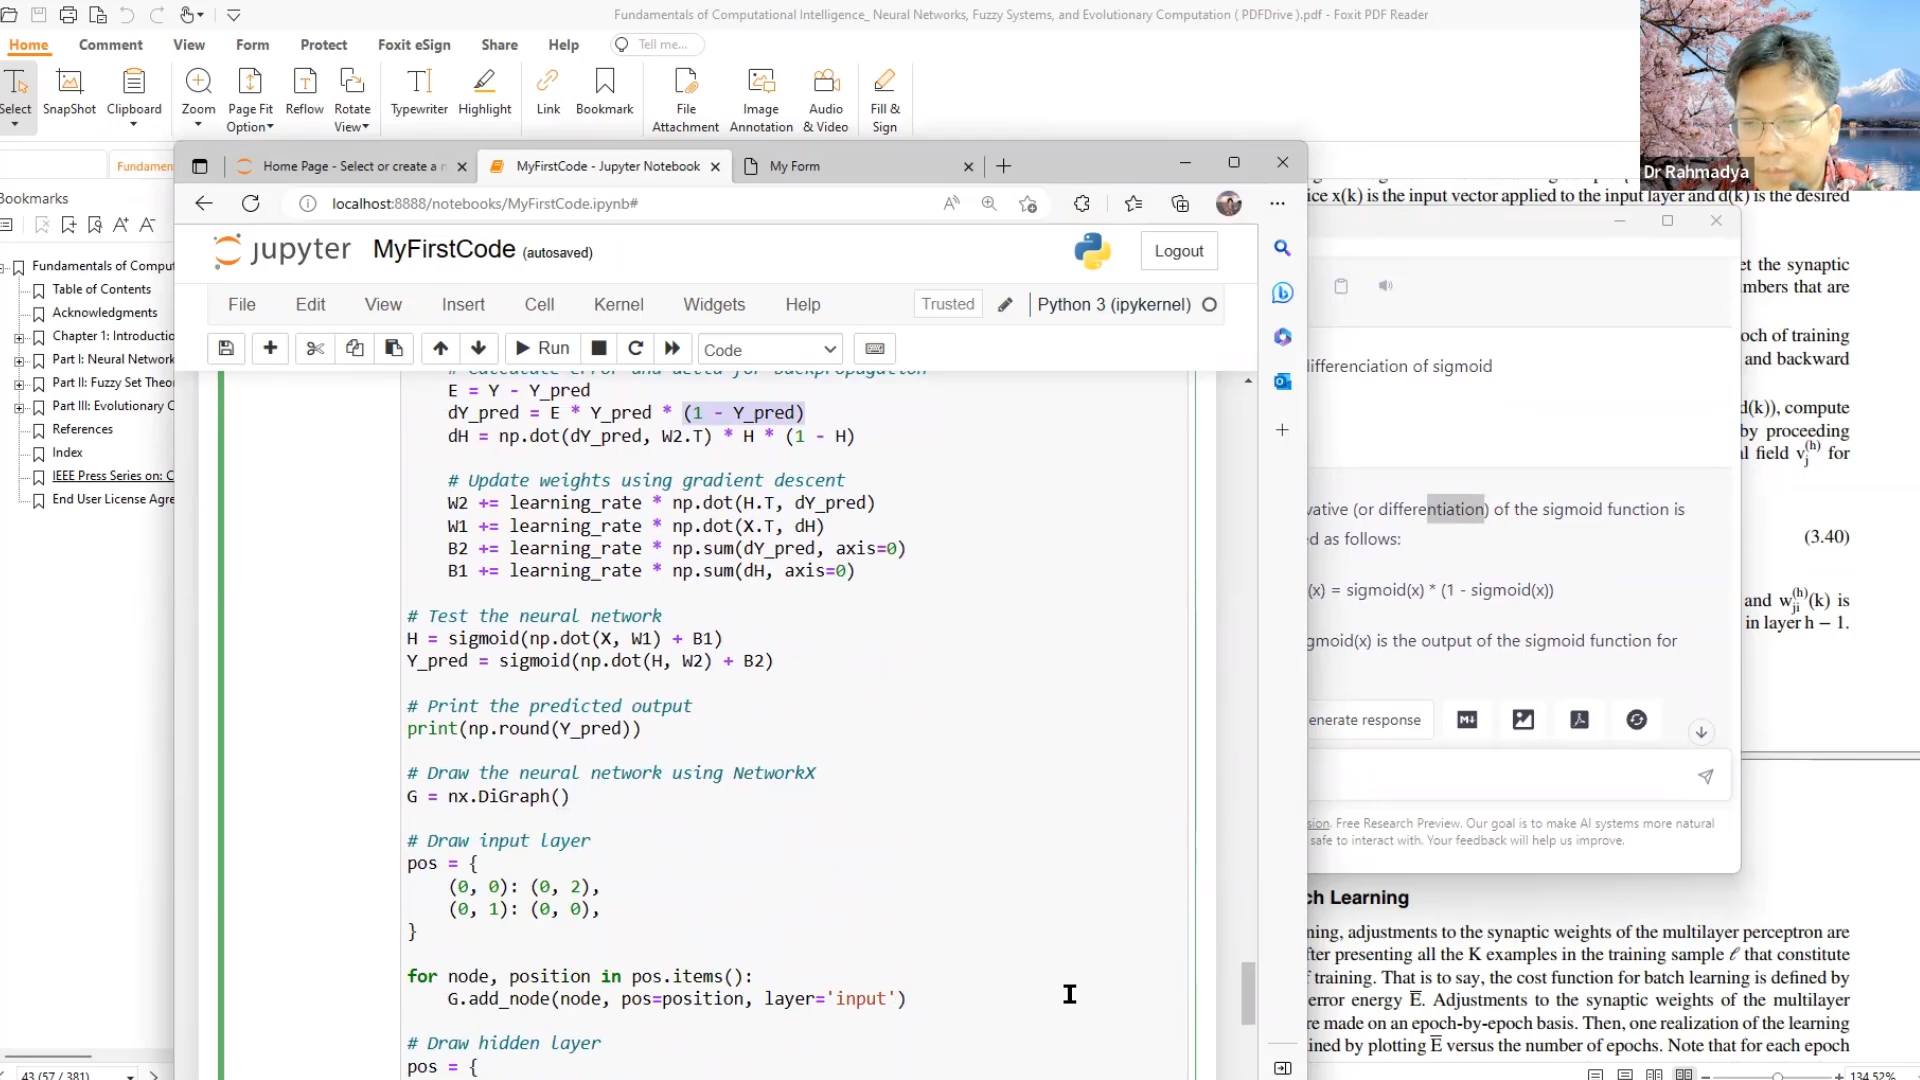 Fundamentals of Computational Intelligence_ Neural Networks, Fuzzy Systems, and Evolutionary Computation ( PDFDrive ).pdf - Foxit PDF Reader
Home Comment View Form Protect Foxit eSign Share Help Tell me...
Select SnapShot Clipboard Zoom Page Fit Option Reflow Rotate View Typewriter Highlight Link Bookmark File Attachment Image Annotation Audio & Video Fill & Sign
Dr Rahmadya
Fundamen
Bookmarks
Fundamentals of Compu
Table of Contents
Acknowledgments
Chapter 1: Introductio
Part I: Neural Network
Part II: Fuzzy Set Theo
Part III: Evolutionary C
References
Index
IEEE Press Series on: C
End User License Agre
43 (57 / 381)
Home Page - Select or create a n MyFirstCode - Jupyter Notebook My Form
localhost:8888/notebooks/MyFirstCode.ipynb#
jupyter MyFirstCode (autosaved) Logout
File Edit View Insert Cell Kernel Widgets Help Trusted Python 3 (ipykernel)
Run Code
# Calculate error and delta for backpropagation
E = Y - Y_pred
dY_pred = E * Y_pred * (1 - Y_pred)
dH = np.dot(dY_pred, W2.T) * H * (1 - H)
# Update weights using gradient descent
W2 += learning_rate * np.dot(H.T, dY_pred)
W1 += learning_rate * np.dot(X.T, dH)
B2 += learning_rate * np.sum(dY_pred, axis=0)
B1 += learning_rate * np.sum(dH, axis=0)
# Test the neural network
H = sigmoid(np.dot(X, W1) + B1)
Y_pred = sigmoid(np.dot(H, W2) + B2)
# Print the predicted output
print(np.round(Y_pred))
# Draw the neural network using NetworkX
G = nx.DiGraph()
# Draw input layer
pos = {
(0, 0): (0, 2),
(0, 1): (0, 0),
}
for node, position in pos.items():
G.add_node(node, pos=position, layer='input')
# Draw hidden layer
pos = {
ifferenciation of sigmoid
vative (or differentiation) of the sigmoid function is
d as follows:
(x) = sigmoid(x) * (1 - sigmoid(x))
gmoid(x) is the output of the sigmoid function for
enerate response
sion. Free Research Preview. Our goal is to make AI systems more natural
safe to interact with. Your feedback will help us improve.
ice x(k) is the input vector applied to the input layer and d(k) is the desired
et the synaptic
mbers that are
och of training
and backward
d(k)), compute
by proceeding
l field vj(h) for
(3.40)
and wji(h)(k) is
in layer h − 1.
ch Learning
ning, adjustments to the synaptic weights of the multilayer perceptron are
fter presenting all the K examples in the training sample ℓ that constitute
f training. That is to say, the cost function for batch learning is defined by
error energy E̅. Adjustments to the synaptic weights of the multilayer
re made on an epoch-by-epoch basis. Then, one realization of the learning
ined by plotting E̅ versus the number of epochs. Note that for each epoch
134.52%